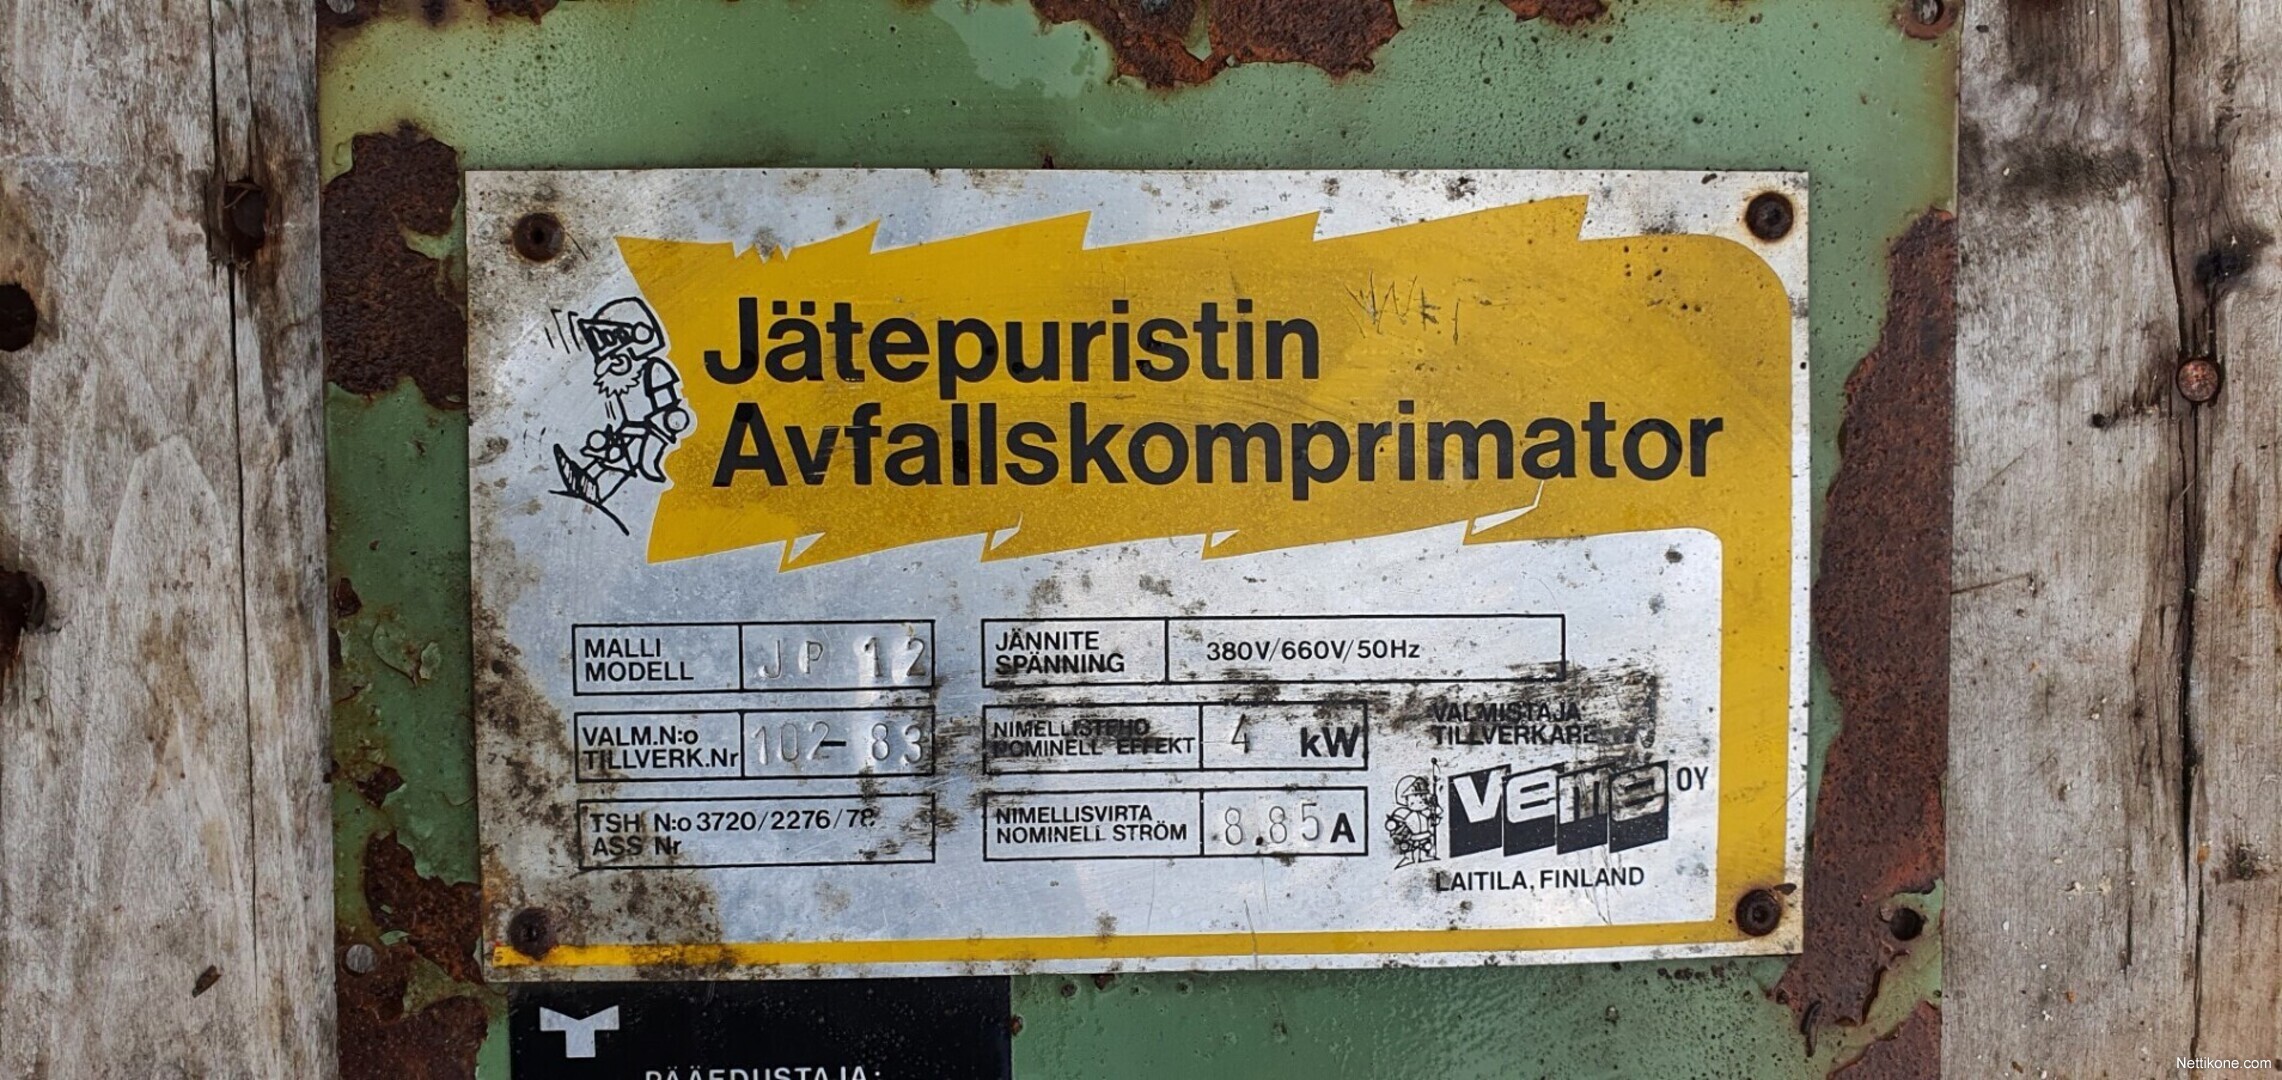 Jätepuristin
Avfallskomprimator
MALLI
MODELL
JP 12
JÄNNITE
SPÄNNING
380V/660V/50Hz
VALM.N:o
TILLVERK.Nr
102-83
NIMELLISTEHO
NOMINELL EFFEKT
4 kW
VALMISTAJA
TILLVERKARE
TSH N:o 3720/2276/78
ASS Nr
NIMELLISVIRTA
NOMINELL STRÖM
8.85 A
VEMA OY
LAITILA, FINLAND
PÄÄEDUSTAJA:
Nettikone.com